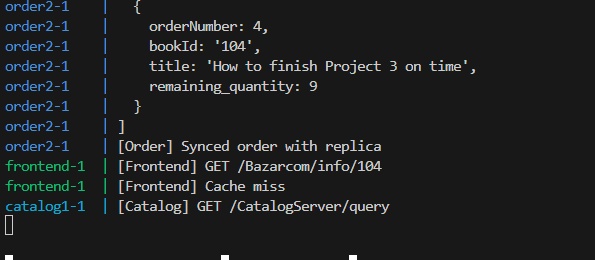 order2-1 | {
order2-1 | orderNumber: 4,
order2-1 | bookId: '104',
order2-1 | title: 'How to finish Project 3 on time',
order2-1 | remaining_quantity: 9
order2-1 | }
order2-1 | ]
order2-1 | [Order] Synced order with replica
frontend-1 | [Frontend] GET /Bazarcom/info/104
frontend-1 | [Frontend] Cache miss
catalog1-1 | [Catalog] GET /CatalogServer/query